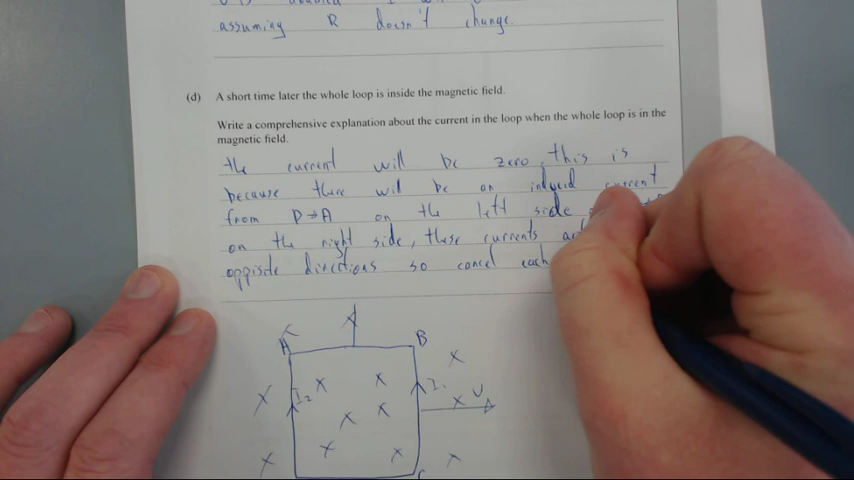 assuming R doesn't change.
(d) A short time later the whole loop is inside the magnetic field.
Write a comprehensive explanation about the current in the loop when the whole loop is in the
magnetic field.
the current will be zero, this is
because there will be an induced current
from D→A on the left side
on the right side, these currents
opposite directions so cancel each
A B
X
X I₂ X X I. X V
X X
X X X X
C